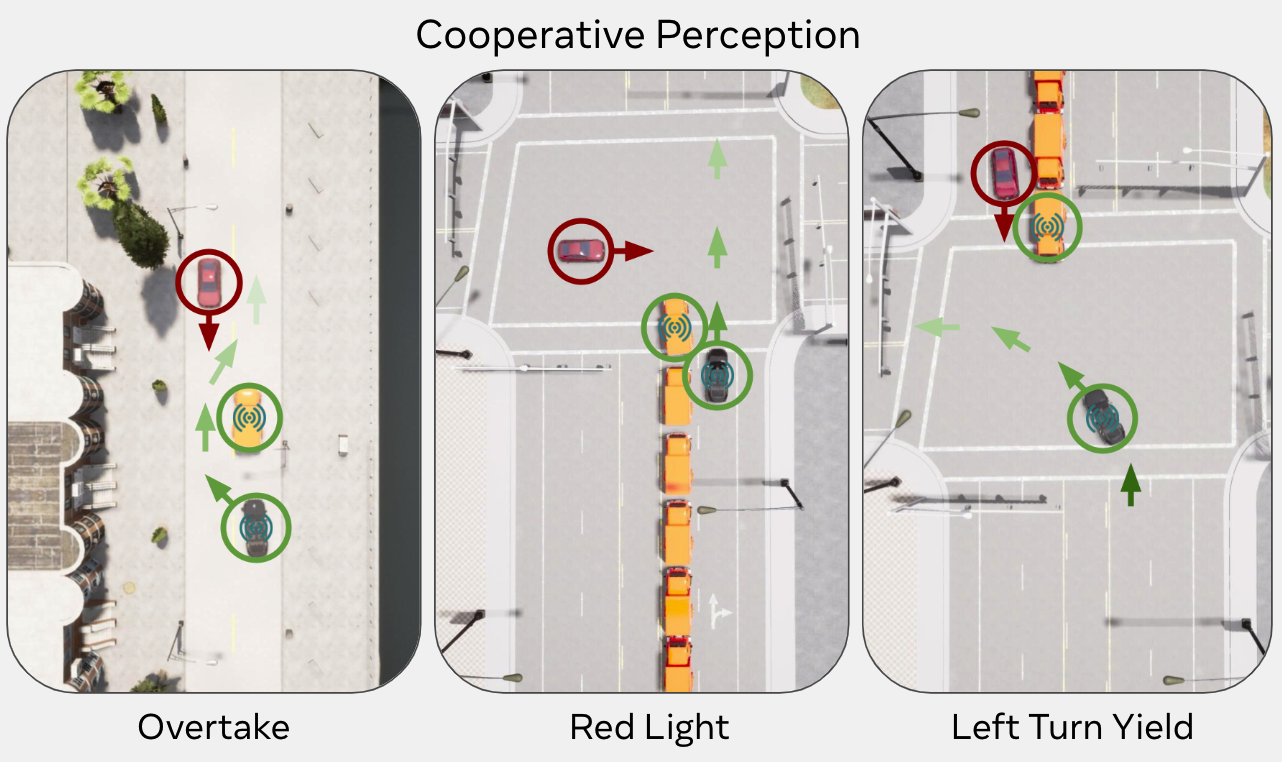 Cooperative Perception
Overtake
Red Light
Left Turn Yield